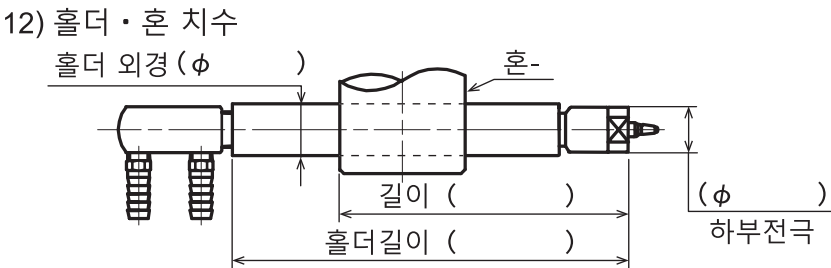 12) 홀더・혼 치수
홀더 외경 (ϕ )
혼-
길이 ( )
(ϕ )
하부전극
홀더길이 ( )